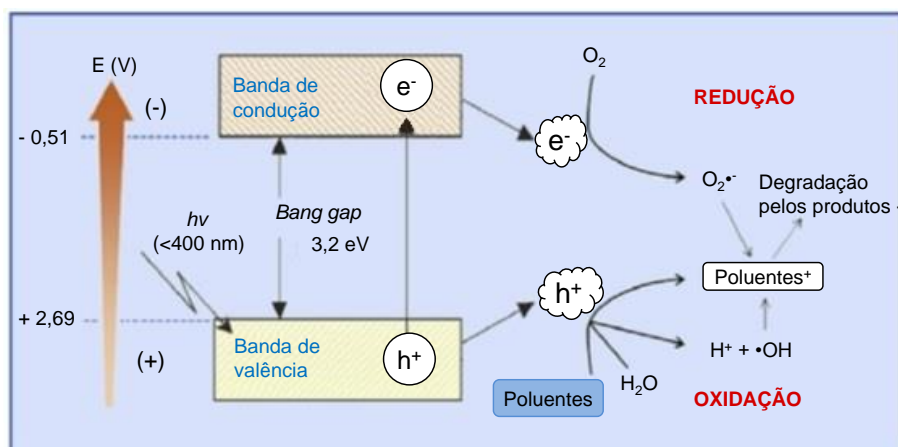 E (V)
(-)
- 0,51
Banda de
condução
e⁻
O₂
REDUÇÃO
e⁻
O₂•⁻
Degradação
pelos produtos -
hv
(<400 nm)
Bang gap
3,2 eV
Poluentes⁺
h⁺
+ 2,69
(+)
Banda de
valência
h⁺
H⁺ + •OH
H₂O
Poluentes
OXIDAÇÃO